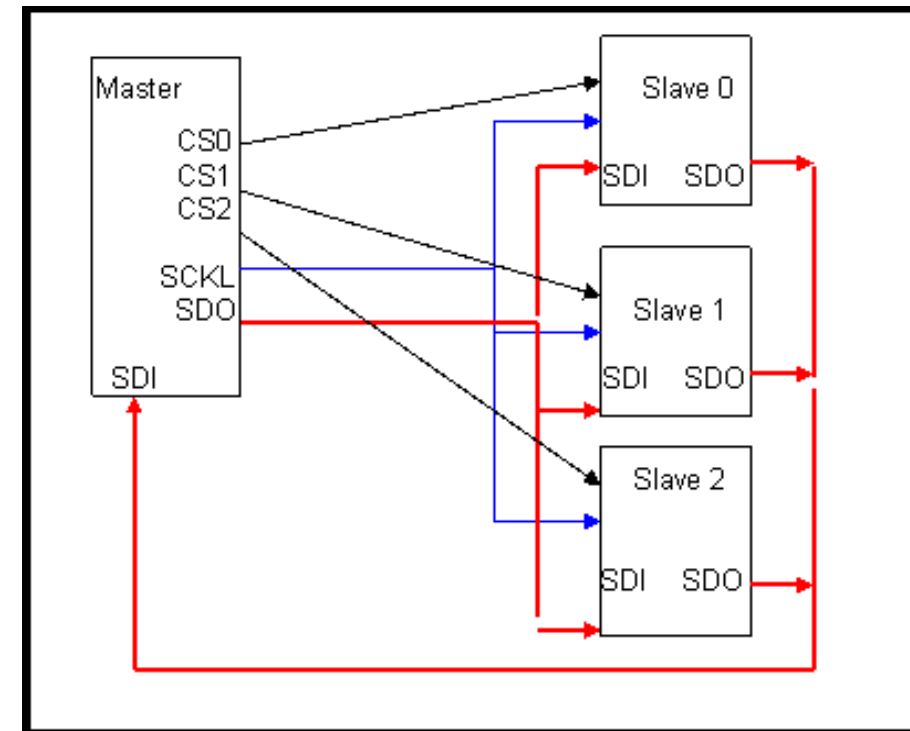 Master
CS0
CS1
CS2
SCKL
SDO
SDI
Slave 0
SDI SDO
Slave 1
SDI SDO
Slave 2
SDI SDO